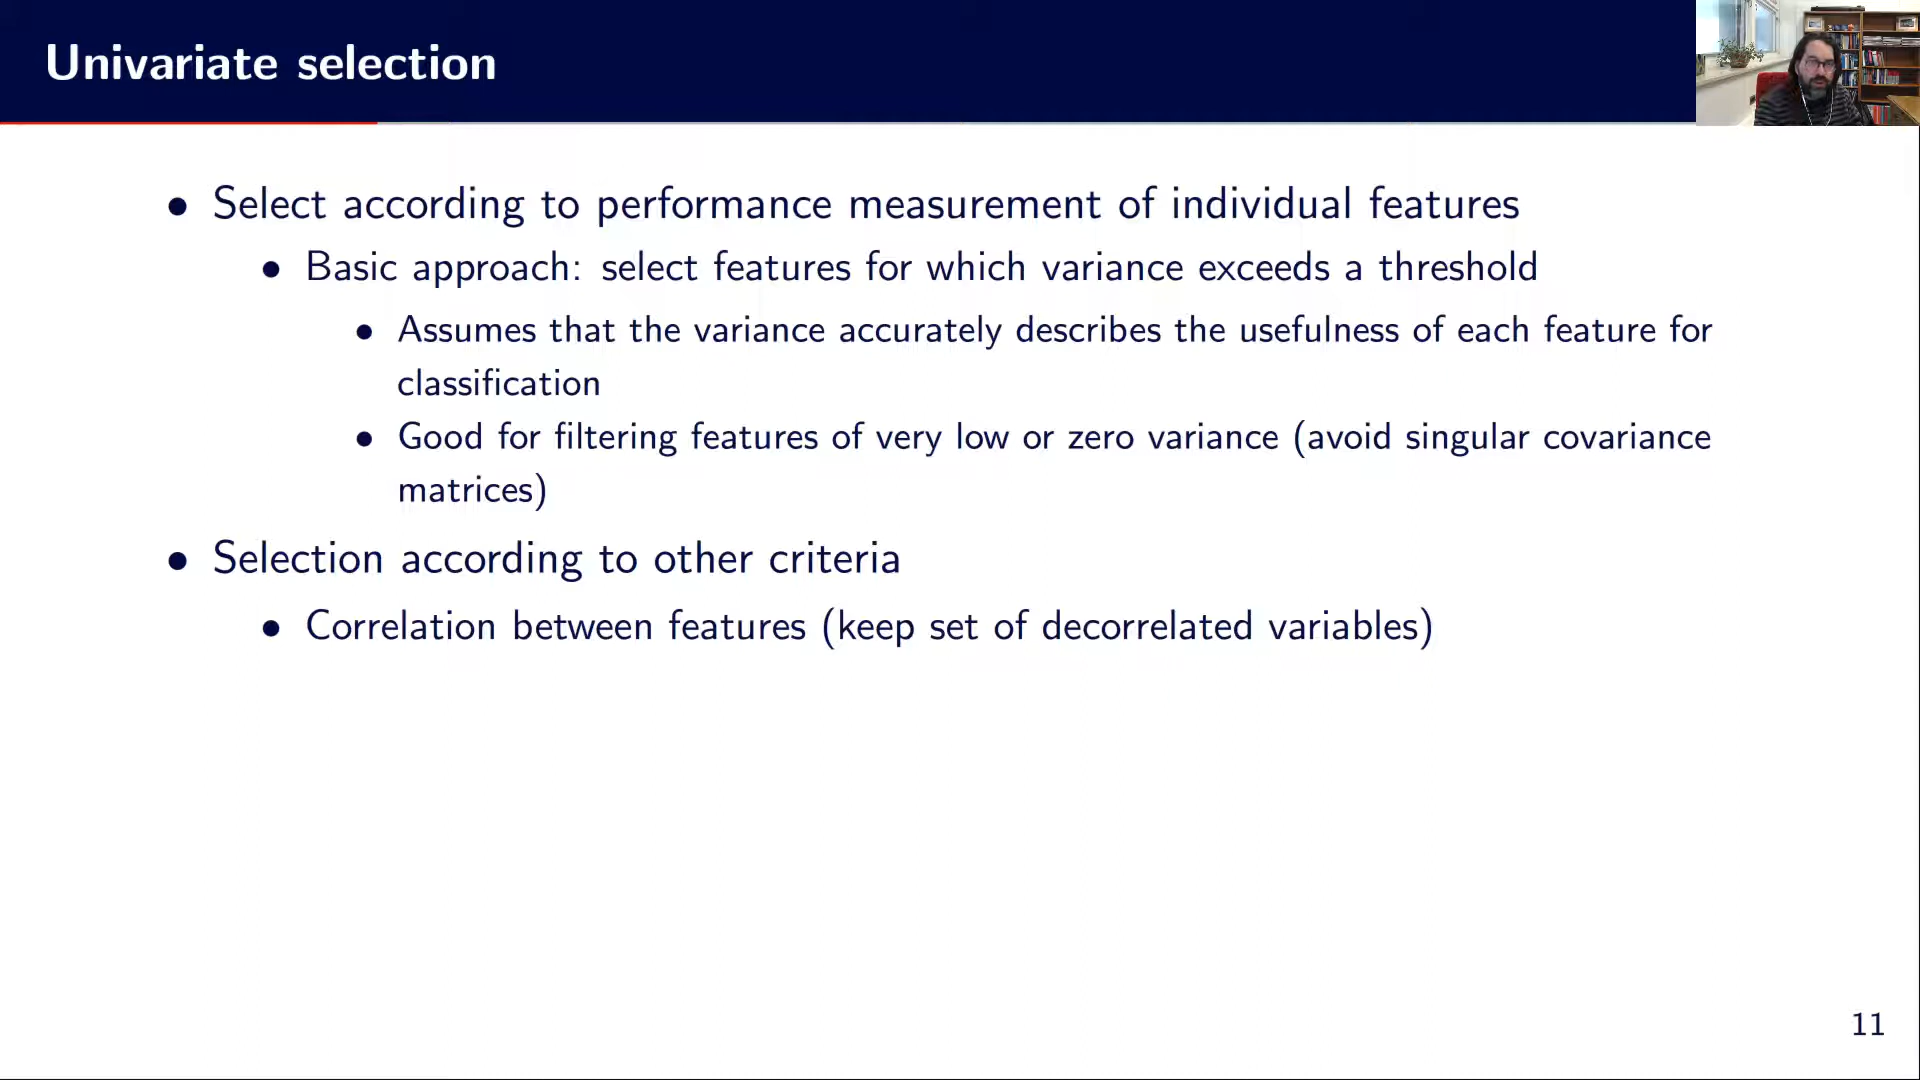 Univariate selection
• Select according to performance measurement of individual features
• Basic approach: select features for which variance exceeds a threshold
• Assumes that the variance accurately describes the usefulness of each feature for
classification
• Good for filtering features of very low or zero variance (avoid singular covariance
matrices)
• Selection according to other criteria
• Correlation between features (keep set of decorrelated variables)
11